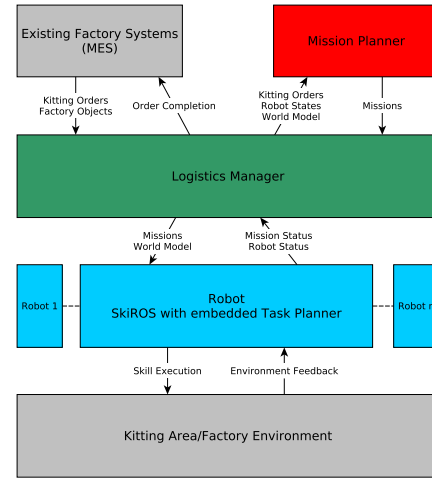 Existing Factory Systems
(MES)
Mission Planner
Kitting Orders
Factory Objects
Order Completion
Kitting Orders
Robot States
World Model
Missions
Logistics Manager
Missions
World Model
Mission Status
Robot Status
Robot 1
Robot
SkiROS with embedded Task Planner
Robot
Skill Execution
Environment Feedback
Kitting Area/Factory Environment